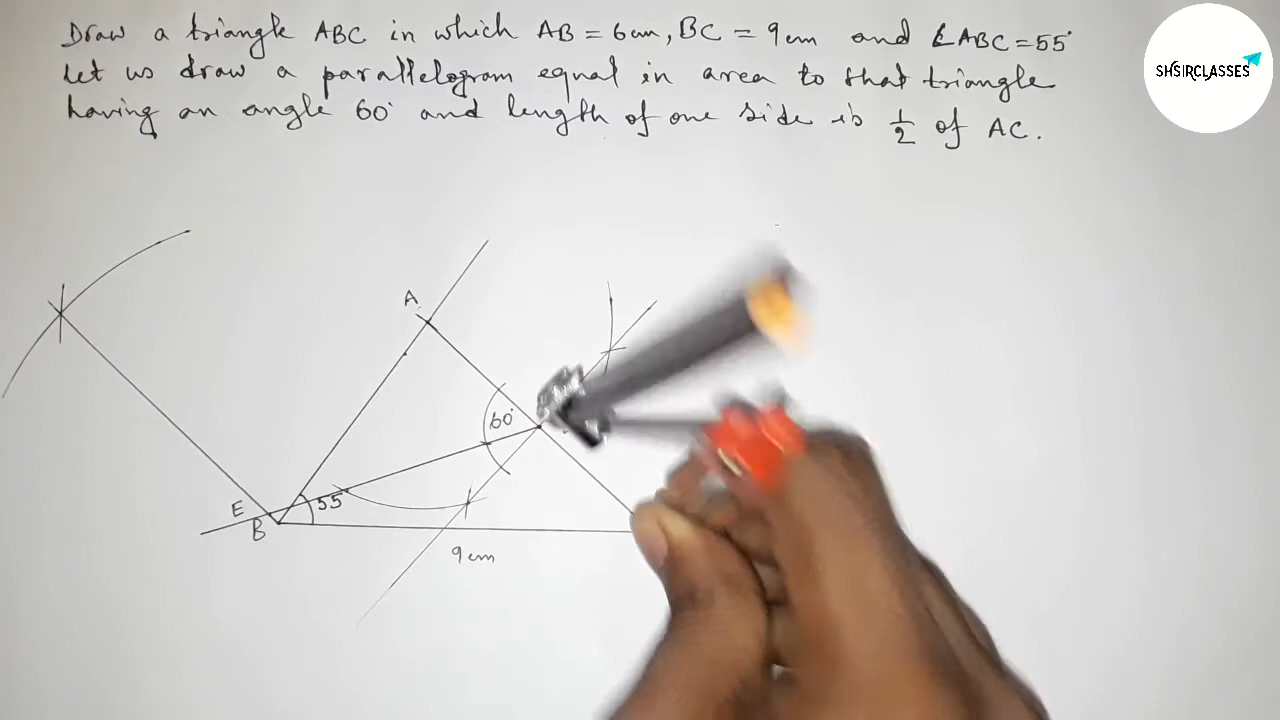 Draw a triangle ABC in which AB = 6cm, BC = 9cm and ∠ABC = 55°
Let us draw a parallelogram equal in area to that triangle
having an angle 60° and length of one side is 1/2 of AC.
SHSIRCLASSES
A
60°
E
55°
B
9cm